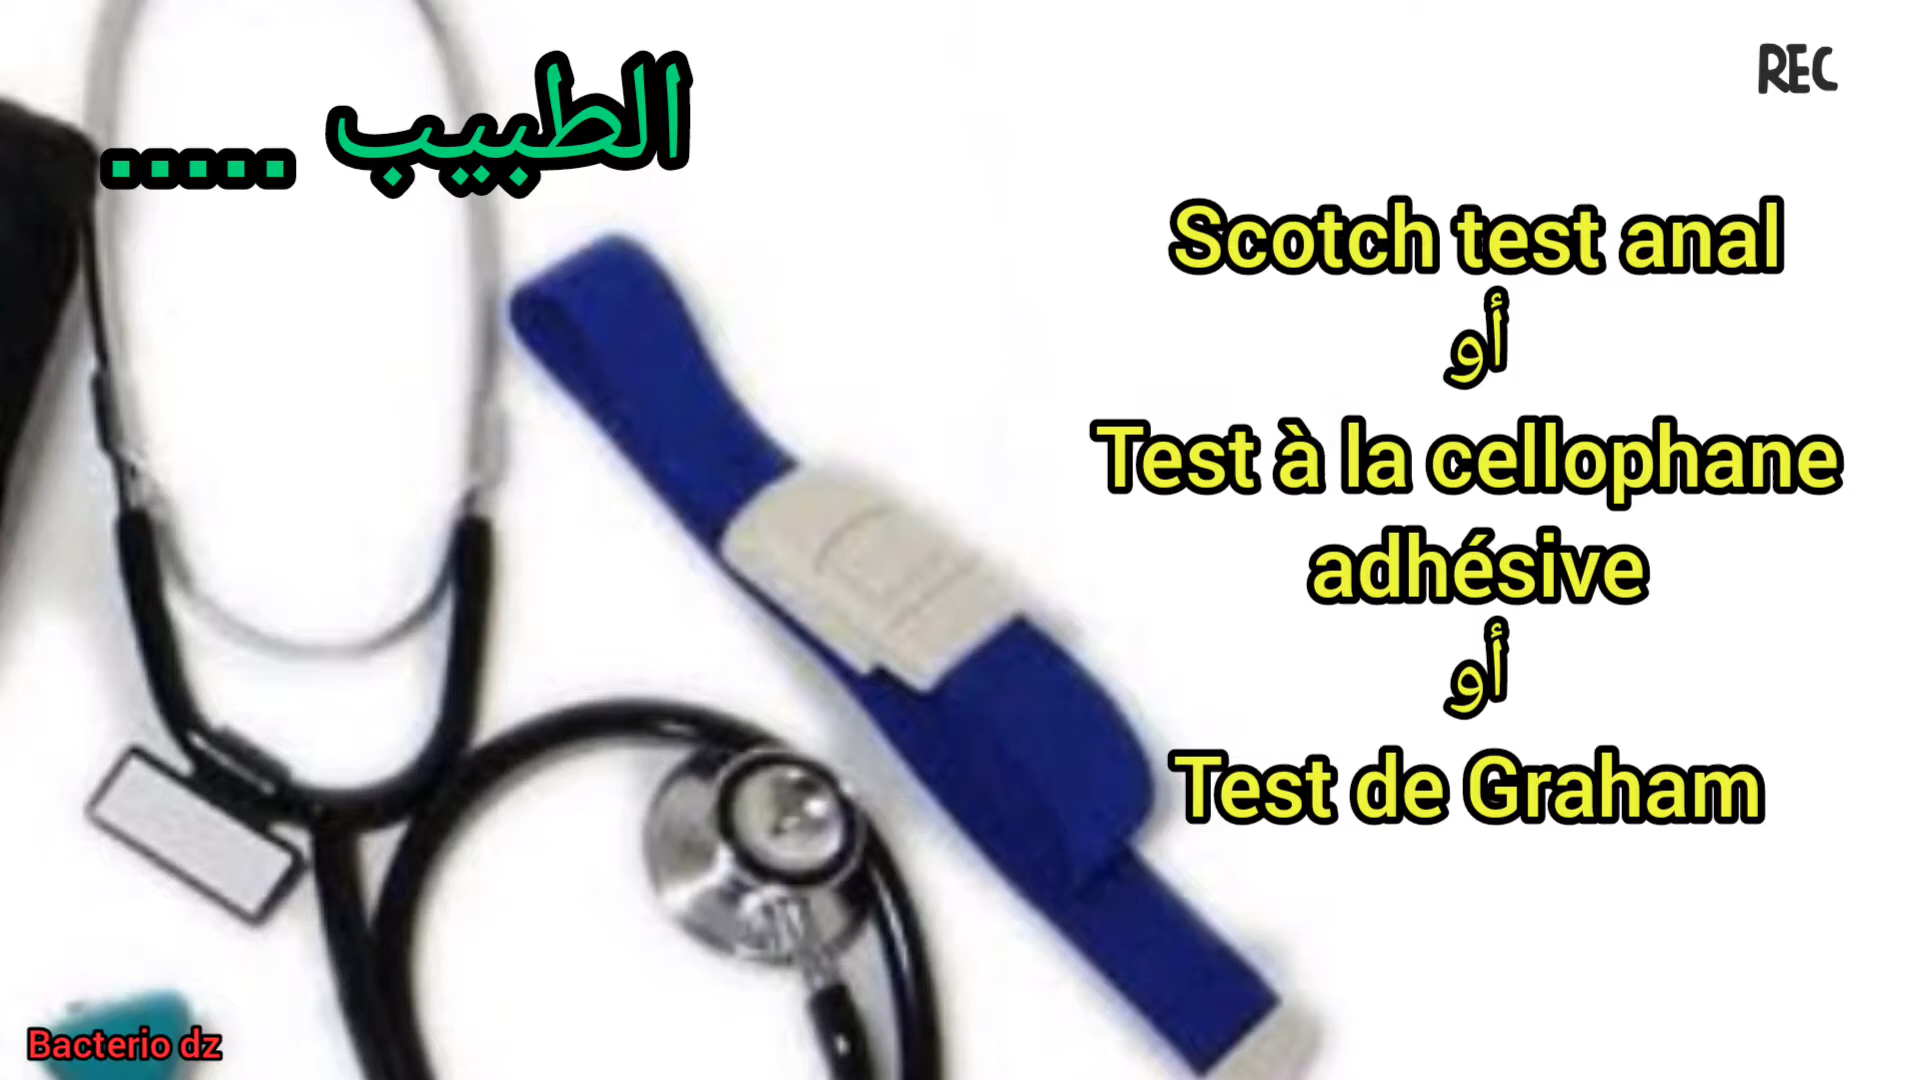 الطبيب .....
REC
Scotch test anal
أو
Test à la cellophane
adhésive
أو
Test de Graham
Bacterio dz